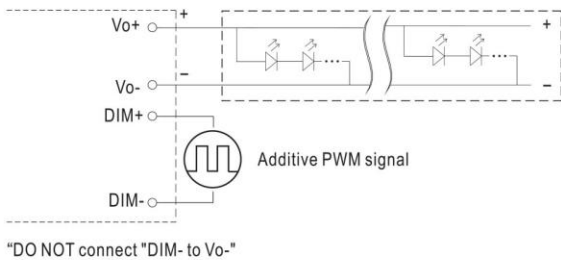 Vo+
+
+
−
−
Vo-
DIM+
Additive PWM signal
DIM-
"DO NOT connect "DIM- to Vo-"